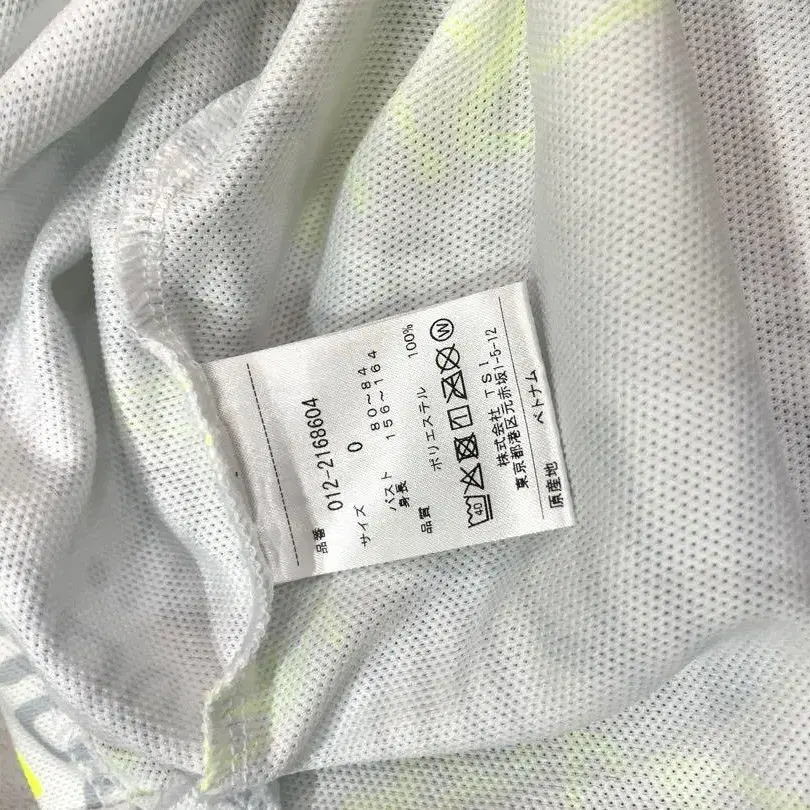 品番 012-2168604
サイズ 0
バスト 80～84
身長 156～164
品質 ポリエステル 100%
40
W
株式会社 TSI
東京都港区元赤坂1-5-12
原産地 ベトナム